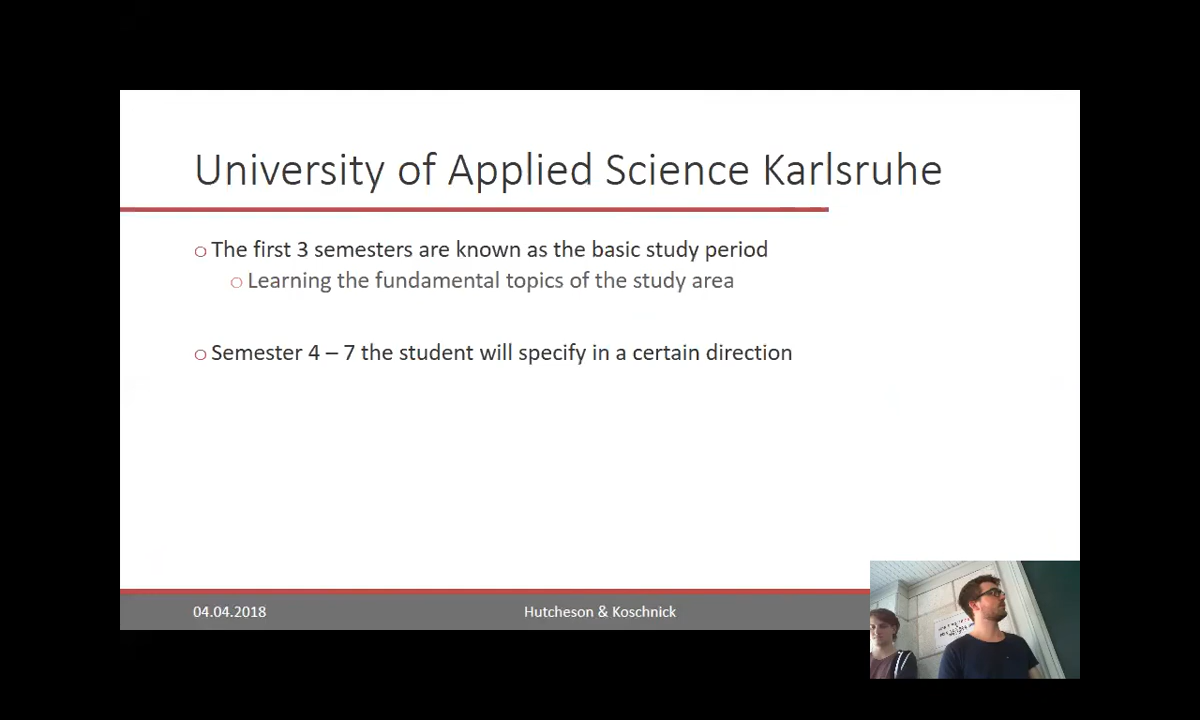 University of Applied Science Karlsruhe
The first 3 semesters are known as the basic study period
Learning the fundamental topics of the study area
Semester 4 – 7 the student will specify in a certain direction
04.04.2018
Hutcheson & Koschnick